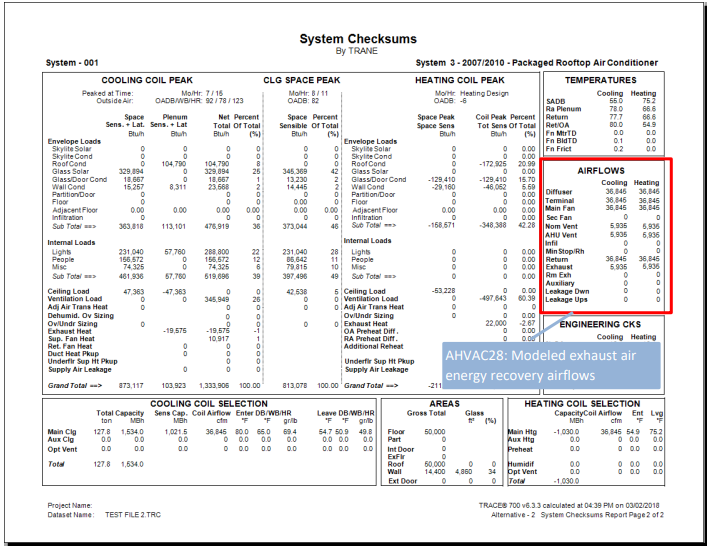 System Checksums
By TRANE
System - 001
System 3 - 2007/2010 - Packaged Rooftop Air Conditioner
COOLING COIL PEAK
Peaked at Time: Mo/Hr: 7 / 15
Outside Air: OADB/WB/HR: 92 / 78 / 123
Space Plenum Net Percent
Sens. + Lat. Sens. + Lat Total Of Total
Btu/h Btu/h Btu/h (%)
Envelope Loads
Skylite Solar 0 0 0 0
Skylite Cond 0 0 0 0
Roof Cond 0 104,790 104,790 8
Glass Solar 329,894 0 329,894 25
Glass/Door Cond 18,667 0 18,667 1
Wall Cond 15,257 8,311 23,568 2
Partition/Door 0 0 0
Floor 0 0 0
Adjacent Floor 0.00 0.00 0 0.00
Infiltration 0 0 0
Sub Total ==> 363,818 113,101 476,919 36
Internal Loads
Lights 231,040 57,760 288,800 22
People 156,572 0 156,572 12
Misc 74,325 0 74,325 6
Sub Total ==> 461,936 57,760 519,696 39
Ceiling Load 47,363 -47,363 0 0
Ventilation Load 0 0 345,949 26
Adj Air Trans Heat 0 0 0
Dehumid. Ov Sizing 0 0
Ov/Undr Sizing 0 0 0
Exhaust Heat -19,575 -19,575 -1
Sup. Fan Heat 10,917 1
Ret. Fan Heat 0 0 0
Duct Heat Pkup 0 0 0
Underflr Sup Ht Pkup 0 0
Supply Air Leakage 0 0 0
Grand Total ==> 873,117 103,923 1,333,906 100.00
CLG SPACE PEAK
Mo/Hr: 8 / 11
OADB: 82
Space Percent
Sensible Of Total
Btu/h (%)
0 0
0 0
0 0
345,369 42
13,230 2
14,445 2
0 0
0.00 0
0 0.00
0 0
373,044 46
231,040 28
86,642 11
79,815 10
397,496 49
42,538 5
0 0
0 0
0 0
813,078 100.00
HEATING COIL PEAK
Mo/Hr: Heating Design
OADB: -6
Space Peak Coil Peak Percent
Space Sens Tot Sens Of Total
Btu/h Btu/h (%)
Envelope Loads
Skylite Solar 0 0 0.00
Skylite Cond 0 0 0.00
Roof Cond 0 -172,925 20.99
Glass Solar 0 0 0.00
Glass/Door Cond -129,410 -129,410 15.70
Wall Cond -29,160 -46,052 5.59
Partition/Door 0 0 0.00
Floor 0 0 0.00
Adjacent Floor 0 0 0.00
Infiltration 0 0 0.00
Sub Total ==> -158,571 -348,388 42.28
Internal Loads
Lights 0 0 0.00
People 0 0 0.00
Misc 0 0 0.00
Sub Total ==> 0 0 0.00
Ceiling Load -53,228 0 0.00
Ventilation Load 0 -497,643 60.39
Adj Air Trans Heat 0 0 0
Ov/Undr Sizing 0 0 0.00
Exhaust Heat 22,000 -2.67
OA Preheat Diff. 0 0.00
RA Preheat Diff. 0 0.00
Additional Reheat
Underflr Sup Ht Pkup
Supply Air Leakage
Grand Total ==> -211
TEMPERATURES
Cooling Heating
SADB 55.0 75.2
Ra Plenum 78.0 66.6
Return 77.7 66.6
Ret/OA 80.0 54.9
Fn MtrTD 0.0 0.0
Fn BldTD 0.1 0.0
Fn Frict 0.2 0.0
AIRFLOWS
Cooling Heating
Diffuser 36,845 36,845
Terminal 36,845 36,845
Main Fan 36,845 36,845
Sec Fan 0 0
Nom Vent 5,935 5,935
AHU Vent 5,935 5,935
Infil 0 0
MinStop/Rh 0 0
Return 36,845 36,845
Exhaust 5,935 5,935
Rm Exh 0 0
Auxiliary 0 0
Leakage Dwn 0 0
Leakage Ups 0 0
ENGINEERING CKS
Cooling Heating
AHVAC28: Modeled exhaust air
energy recovery airflows
COOLING COIL SELECTION
Total Capacity Sens Cap. Coil Airflow Enter DB/WB/HR Leave DB/WB/HR
ton MBh MBh cfm °F °F gr/lb °F °F gr/lb
Main Clg 127.8 1,534.0 1,021.5 36,845 80.0 65.0 69.4 54.7 50.9 49.8
Aux Clg 0.0 0.0 0.0 0 0.0 0.0 0.0 0.0 0.0 0.0
Opt Vent 0.0 0.0 0.0 0 0.0 0.0 0.0 0.0 0.0 0.0
Total 127.8 1,534.0
AREAS
Gross Total Glass
ft² (%)
Floor 50,000
Part 0
Int Door 0
ExFlr 0
Roof 50,000 0 0
Wall 14,400 4,860 34
Ext Door 0 0 0
HEATING COIL SELECTION
Capacity Coil Airflow Ent Lvg
MBh cfm °F °F
Main Htg -1,030.0 36,845 54.9 75.2
Aux Htg 0.0 0 0.0 0.0
Preheat 0.0 0 0.0 0.0
Humidif 0.0 0 0.0 0.0
Opt Vent 0.0 0 0.0 0.0
Total -1,030.0
Project Name:
Dataset Name: TEST FILE 2.TRC
TRACE® 700 v6.3.3 calculated at 04:39 PM on 03/02/2018
Alternative - 2 System Checksums Report Page 2 of 2